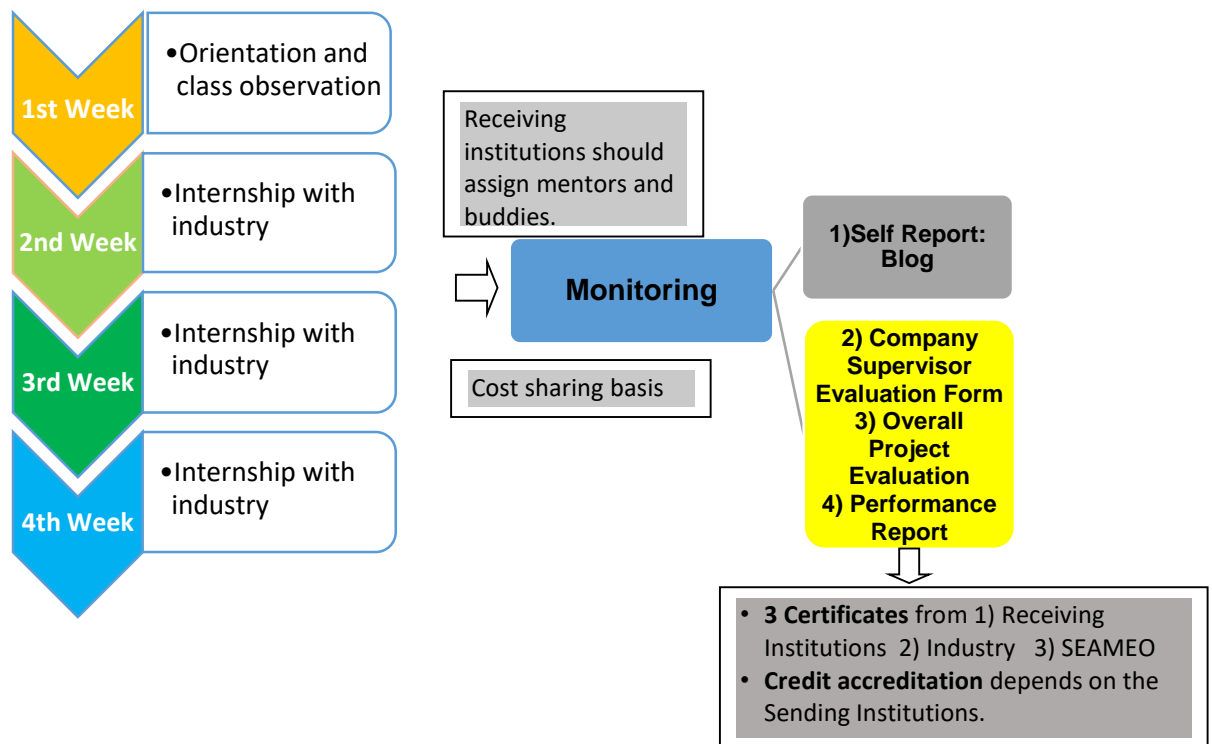 1st Week
•Orientation and
class observation
2nd Week
•Internship with
industry
3rd Week
•Internship with
industry
4th Week
•Internship with
industry
Receiving
institutions should
assign mentors and
buddies.
Monitoring
Cost sharing basis
1)Self Report:
Blog
2) Company
Supervisor
Evaluation Form
3) Overall
Project
Evaluation
4) Performance
Report
• 3 Certificates from 1) Receiving
Institutions 2) Industry 3) SEAMEO
• Credit accreditation depends on the
Sending Institutions.